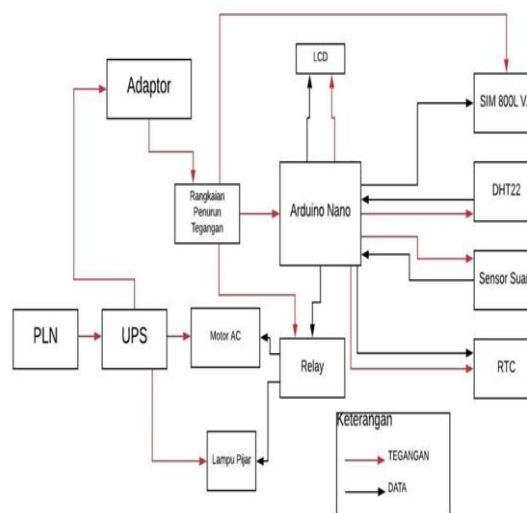 LCD
Adaptor
SIM 800L V.
Rangkaian
Penurun
Tegangan
Arduino Nano
DHT22
Sensor Suar
PLN
UPS
Motor AC
Relay
RTC
Lampu Pijar
Keterangan
TEGANGAN
DATA